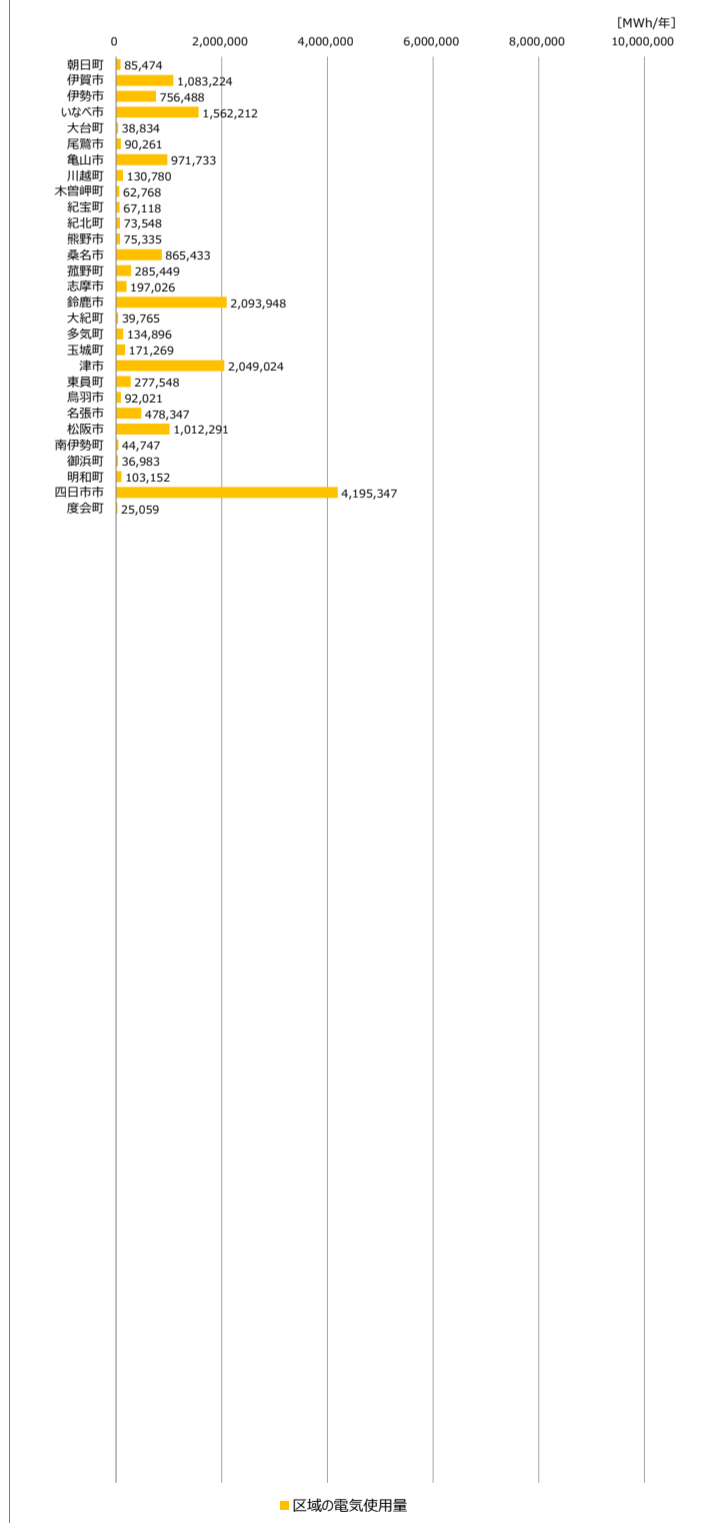 [MWh/年]
0 2,000,000 4,000,000 6,000,000 8,000,000 10,000,000
朝日町 85,474
伊賀市 1,083,224
伊勢市 756,488
いなべ市 1,562,212
大台町 38,834
尾鷲市 90,261
亀山市 971,733
川越町 130,780
木曽岬町 62,768
紀宝町 67,118
紀北町 73,548
熊野市 75,335
桑名市 865,433
菰野町 285,449
志摩市 197,026
鈴鹿市 2,093,948
大紀町 39,765
多気町 134,896
玉城町 171,269
津市 2,049,024
東員町 277,548
鳥羽市 92,021
名張市 478,347
松阪市 1,012,291
南伊勢町 44,747
御浜町 36,983
明和町 103,152
四日市市 4,195,347
度会町 25,059
区域の電気使用量